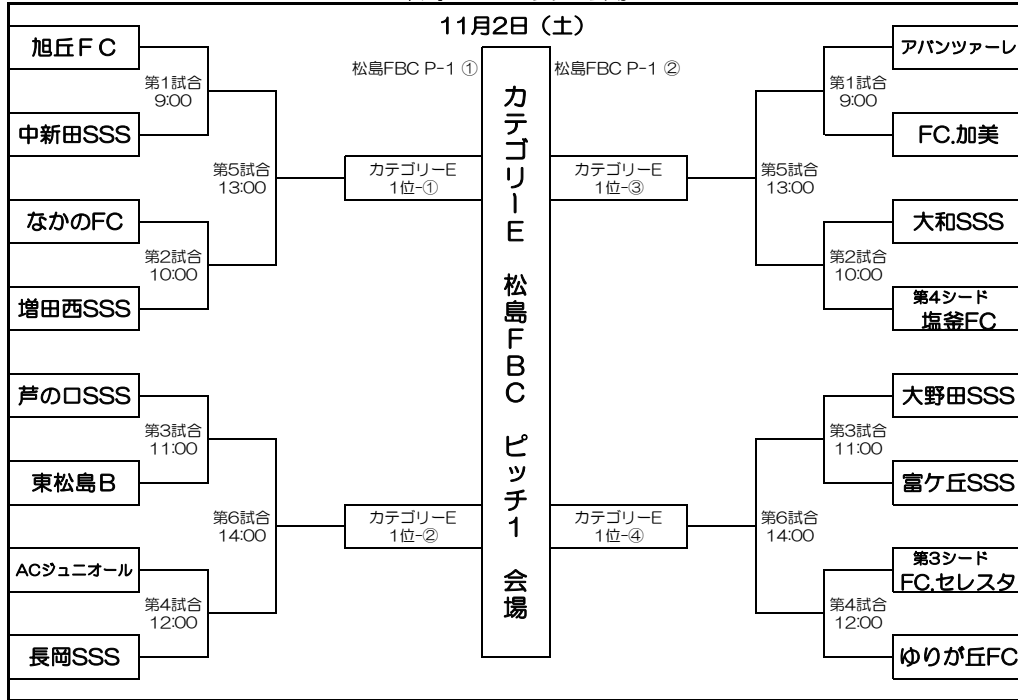 11月2日（土）
松島FBC P-1 ①
松島FBC P-1 ②
カテゴリーE 松島FBC ピッチ1 会場
旭丘ＦＣ
第1試合
9:00
中新田SSS
第5試合
13:00
カテゴリーE
1位-①
なかのFC
第2試合
10:00
増田西SSS
芦の口SSS
第3試合
11:00
東松島B
第6試合
14:00
カテゴリーE
1位-②
ACジュニオール
第4試合
12:00
長岡SSS
アバンツァーレ
第1試合
9:00
FC.加美
カテゴリーE
1位-③
第5試合
13:00
大和SSS
第2試合
10:00
第4シード
塩釜FC
大野田SSS
第3試合
11:00
富ケ丘SSS
カテゴリーE
1位-④
第6試合
14:00
第3シード
FC.セレスタ
第4試合
12:00
ゆりが丘FC